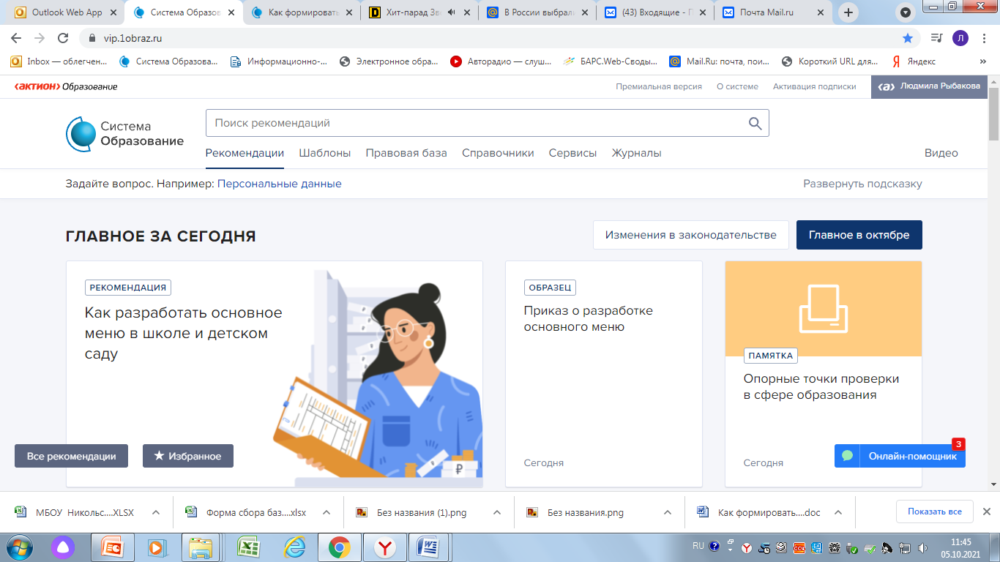 Outlook Web App
Система Образов
Как формировать
Хит-парад Зв
В России выбрал
(43) Входящие - П
Почта Mail.ru
vip.1obraz.ru
Л
Inbox — облегчен...
Система Образова...
Информационно-...
Электронное обра...
Авторадио — слуш...
БАРС.Web-Своды...
Mail.Ru: почта, пои...
Короткий URL для...
Яндекс
»
‹актион› Образование
Премиальная версия
О системе
Активация подписки
‹а› Людмила Рыбакова
Система
Образование
Поиск рекомендаций
Рекомендации
Шаблоны
Правовая база
Справочники
Сервисы
Журналы
Видео
Задайте вопрос. Например: Персональные данные
Развернуть подсказку
ГЛАВНОЕ ЗА СЕГОДНЯ
Изменения в законодательстве
Главное в октябре
РЕКОМЕНДАЦИЯ
Как разработать основное
меню в школе и детском
саду
₽
ОБРАЗЕЦ
Приказ о разработке
основного меню
Сегодня
ПАМЯТКА
Опорные точки проверки
в сфере образования
Сегодня
Все рекомендации
★ Избранное
3
Онлайн-помощник
МБОУ Никольс....XLSX
Форма сбора баз....xlsx
Без названия (1).png
Без названия.png
Как формировать....doc
Показать все
RU
11:45
05.10.2021